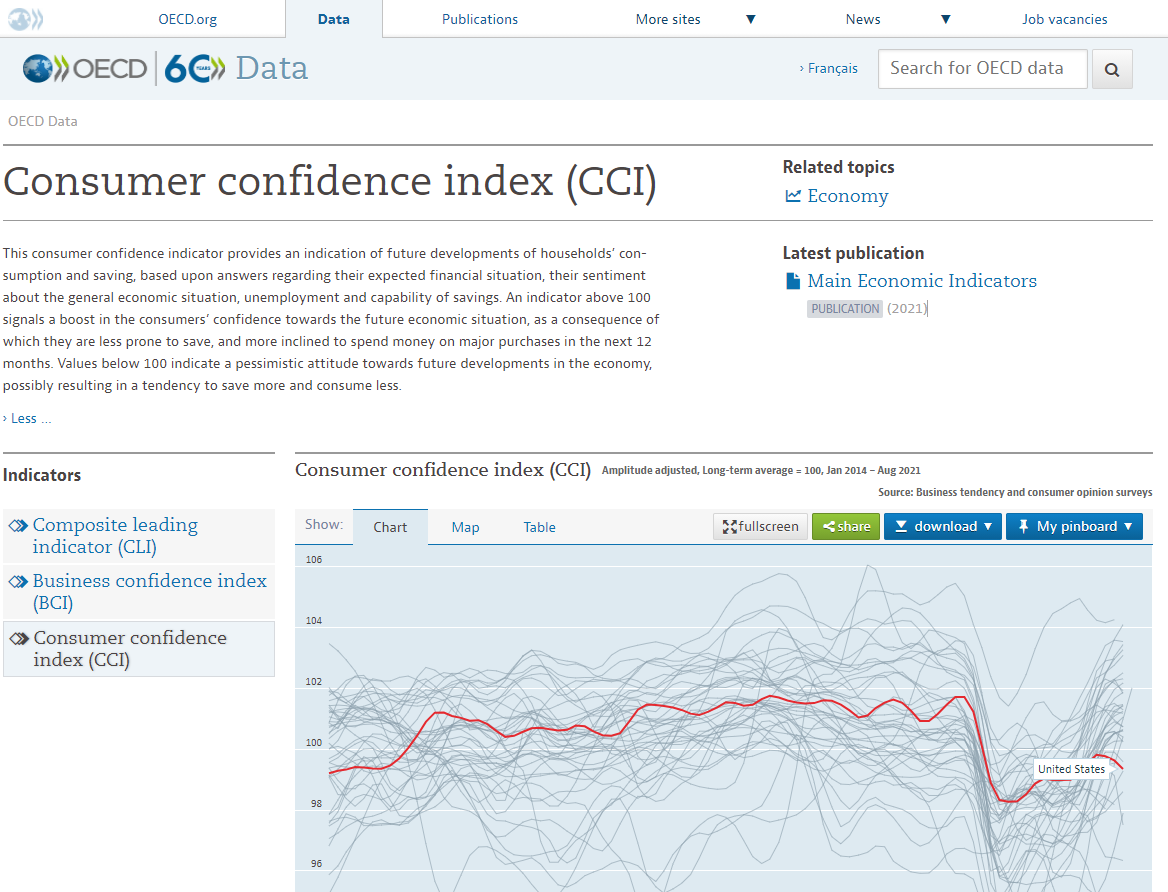 OECD.org
Data
Publications
More sites ▼
News ▼
Job vacancies
OECD 60 YEARS Data
› Français
Search for OECD data
OECD Data
Consumer confidence index (CCI)
Related topics
Economy
This consumer confidence indicator provides an indication of future developments of households’ con-
sumption and saving, based upon answers regarding their expected financial situation, their sentiment
about the general economic situation, unemployment and capability of savings. An indicator above 100
signals a boost in the consumers’ confidence towards the future economic situation, as a consequence of
which they are less prone to save, and more inclined to spend money on major purchases in the next 12
months. Values below 100 indicate a pessimistic attitude towards future developments in the economy,
possibly resulting in a tendency to save more and consume less.
› Less ...
Latest publication
Main Economic Indicators
PUBLICATION (2021)
Indicators
Composite leading
indicator (CLI)
Business confidence index
(BCI)
Consumer confidence
index (CCI)
Consumer confidence index (CCI) Amplitude adjusted, Long-term average = 100, Jan 2014 – Aug 2021
Source: Business tendency and consumer opinion surveys
Show: Chart Map Table
fullscreen
share
download ▼
My pinboard ▼
106
104
102
100
98
96
United States